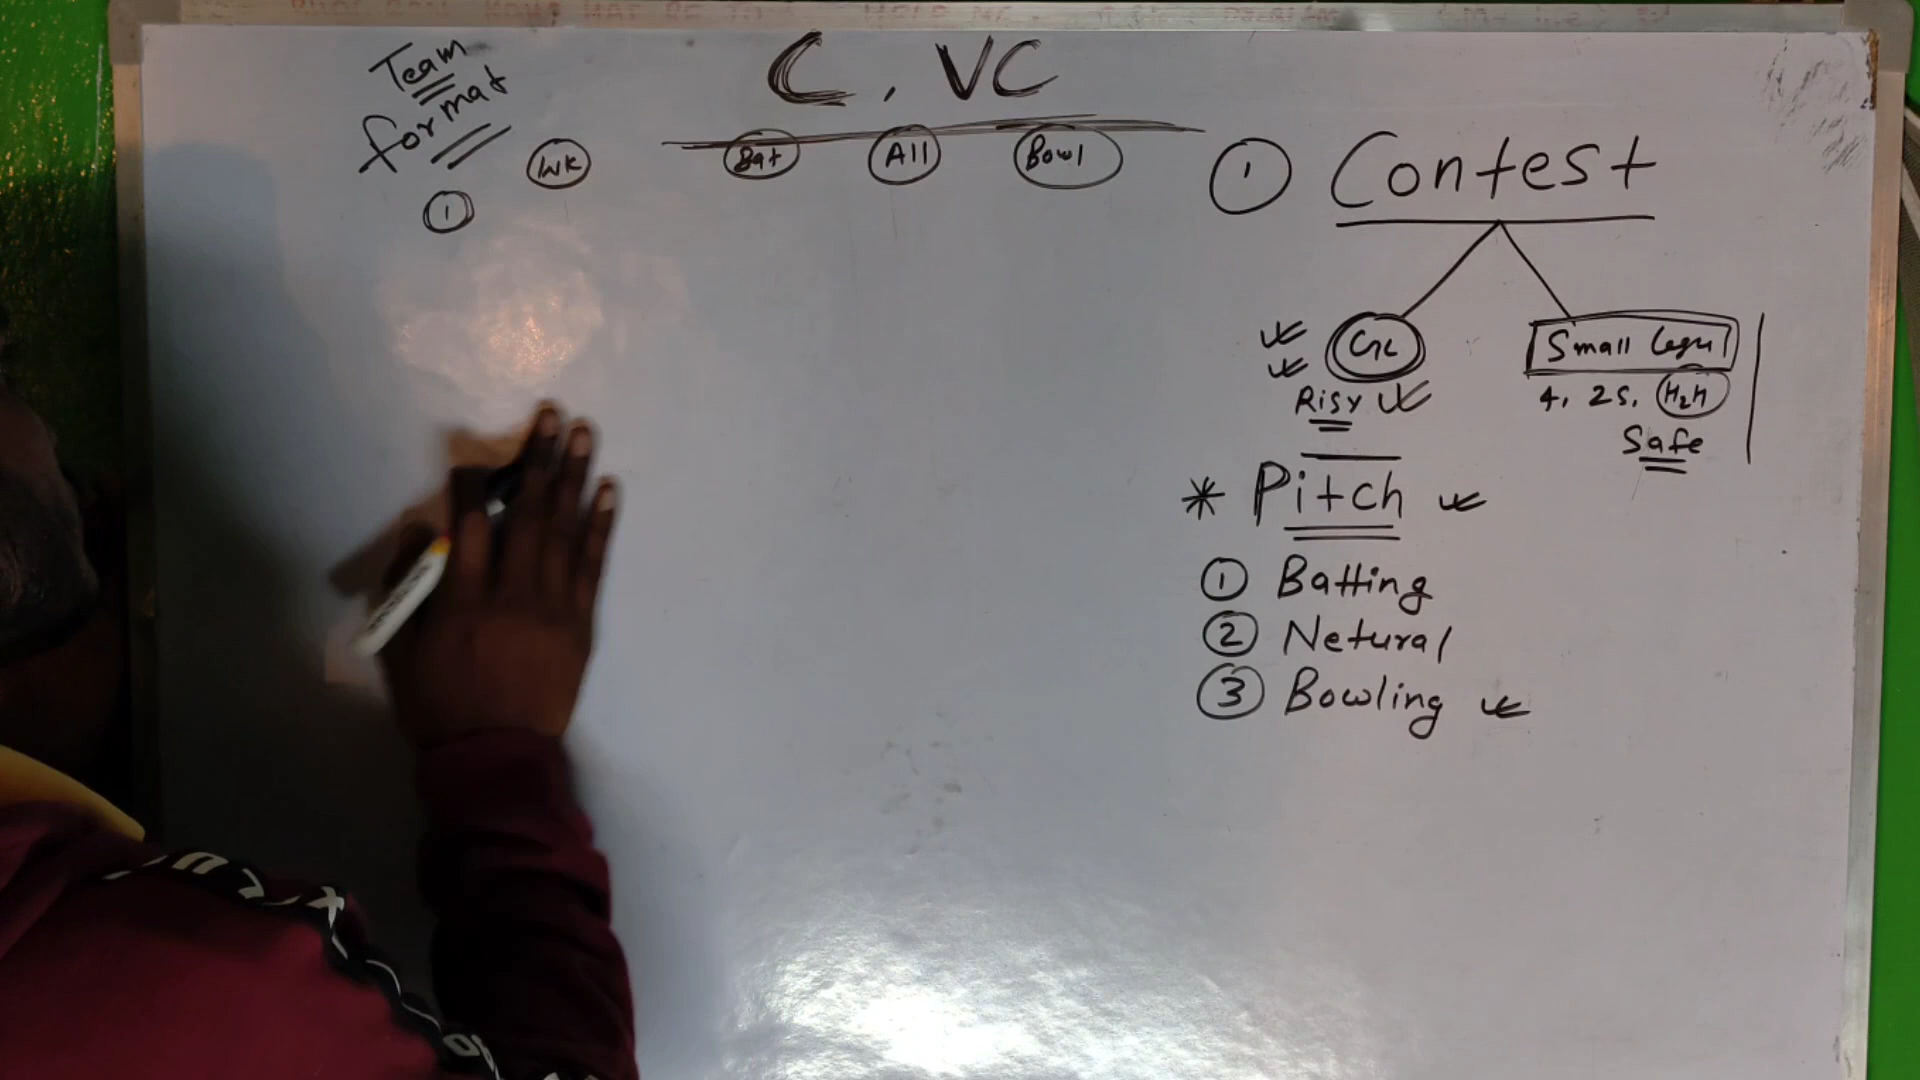 C, VC
Team
format
WK Bat All Bowl
1
1 Contest
GL Small Legu
Risy 4, 2S, H2H
Safe
* Pitch
1 Batting
2 Netural
3 Bowling